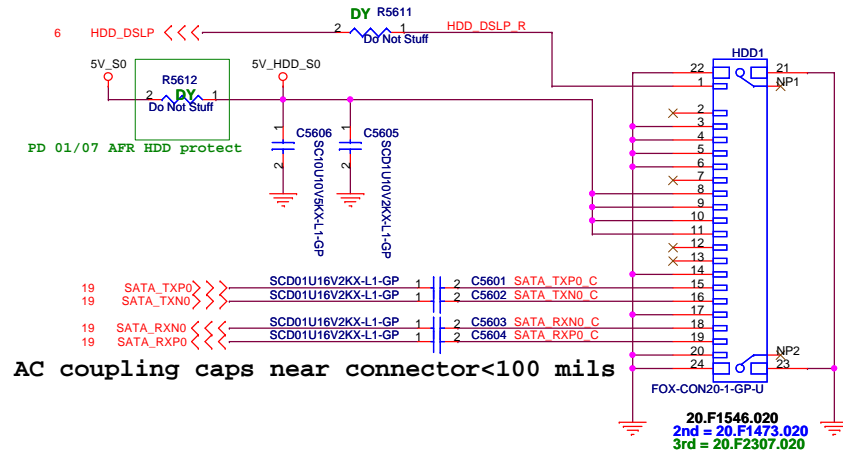 DY R5611
6 HDD_DSLP 2 1 HDD_DSLP_R
Do Not Stuff
HDD1
5V_S0 5V_HDD_S0
R5612
2 DY 1
Do Not Stuff
PD 01/07 AFR HDD protect
1 C5606 1 C5605
2 2
SC10U10V5KX-L1-GP
SCD1U10V2KX-L1-GP
22 21
1 NP1
2
3
4
5
6
7
8
9
10
11
12
13
14
19 SATA_TXP0 SCD01U16V2KX-L1-GP 1 2 C5601 SATA_TXP0_C 15
19 SATA_TXN0 SCD01U16V2KX-L1-GP 1 2 C5602 SATA_TXN0_C 16
17
19 SATA_RXN0 SCD01U16V2KX-L1-GP 1 2 C5603 SATA_RXN0_C 18
19 SATA_RXP0 SCD01U16V2KX-L1-GP 1 2 C5604 SATA_RXP0_C 19
20 NP2
24 23
AC coupling caps near connector<100 mils
FOX-CON20-1-GP-U
20.F1546.020
2nd = 20.F1473.020
3rd = 20.F2307.020